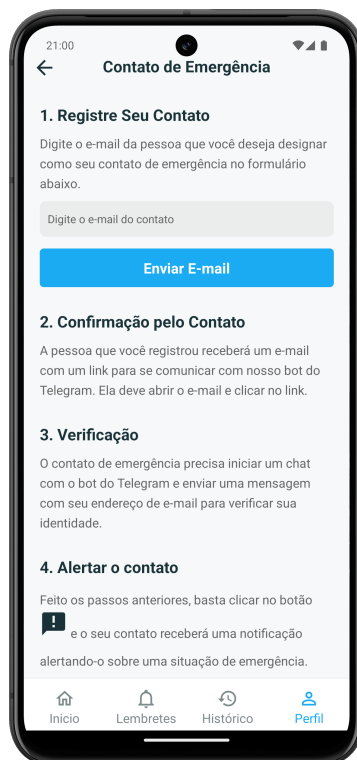 21:00
Contato de Emergência
1. Registre Seu Contato
Digite o e-mail da pessoa que você deseja designar
como seu contato de emergência no formulário
abaixo.
Digite o e-mail do contato
Enviar E-mail
2. Confirmação pelo Contato
A pessoa que você registrou receberá um e-mail
com um link para se comunicar com nosso bot do
Telegram. Ela deve abrir o e-mail e clicar no link.
3. Verificação
O contato de emergência precisa iniciar um chat
com o bot do Telegram e enviar uma mensagem
com seu endereço de e-mail para verificar sua
identidade.
4. Alertar o contato
Feito os passos anteriores, basta clicar no botão
e o seu contato receberá uma notificação
alertando-o sobre uma situação de emergência.
Inicio Lembretes Histórico Perfil